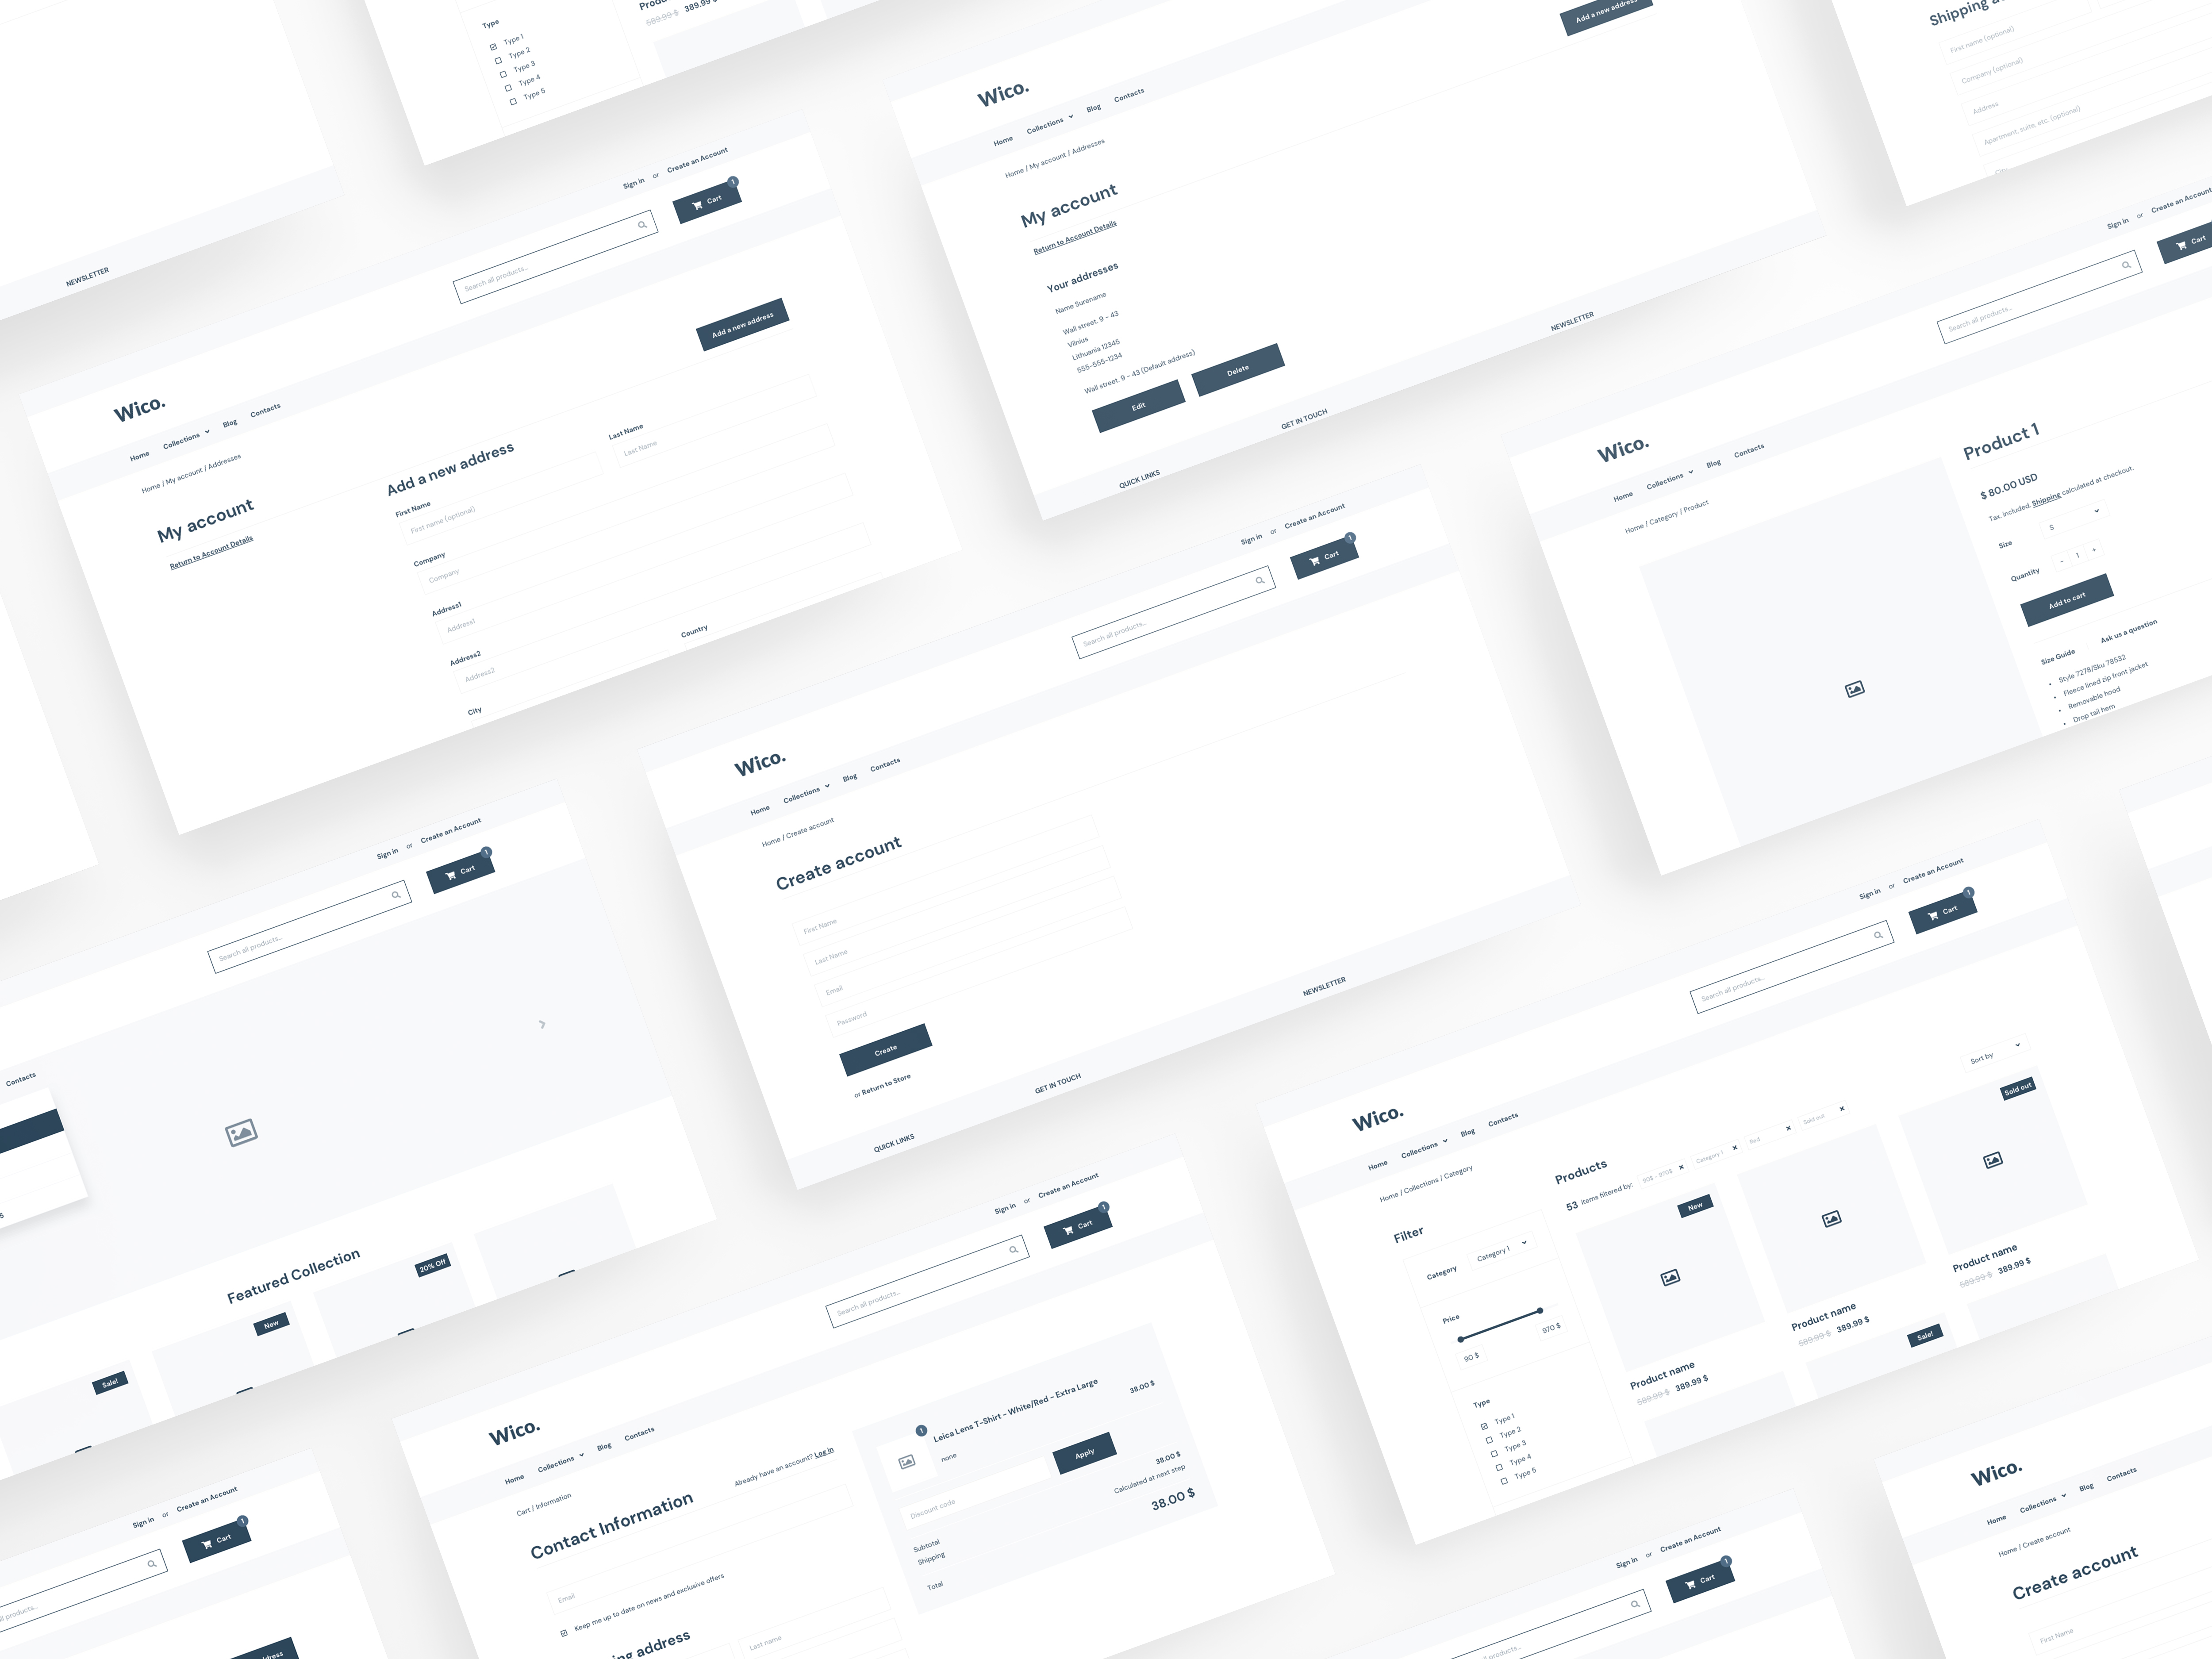 NEWSLETTER
Type
Type 1
Type 2
Type 3
Type 4
Type 5
589.99 $ 389.99 $
Wico.
Home Collections Blog Contacts
Home / My account / Addresses
My account
Return to Account Details
Your addresses
Name Surename
Wall street. 9 - 43
Vilnius
Lithuania 12345
555-555-1234
Wall street. 9 - 43 (Default address)
Edit
Delete
Add a new address
QUICK LINKS
GET IN TOUCH
NEWSLETTER
First name (optional)
Company (optional)
Address
Apartment, suite, etc. (optional)
Sign in or Create an Account
Search all products...
Cart
1
Wico.
Home Collections Blog Contacts
Home / My account / Addresses
My account
Return to Account Details
Add a new address
Add a new address
First Name
First name (optional)
Last Name
Last Name
Company
Company
Address1
Address1
Address2
Address2
City
Country
Sign in or Create an Account
Search all products...
Cart
Wico.
Home Collections Blog Contacts
Home / Category / Product
Product 1
$ 80.00 USD
Tax included. Shipping calculated at checkout.
Size
S
Quantity
- 1 +
Add to cart
Size Guide
Ask us a question
Style 7278/Sku 78532
Fleece lined zip front jacket
Removable hood
Drop tail hem
Sign in or Create an Account
Search all products...
Cart
1
Wico.
Home Collections Blog Contacts
Home / Create account
Create account
First Name
Last Name
Email
Password
Create
or Return to Store
QUICK LINKS
GET IN TOUCH
NEWSLETTER
Sign in or Create an Account
Search all products...
Cart
1
Contacts
Featured Collection
Sale!
New
20% Off
Sign in or Create an Account
Search all products...
Cart
1
Wico.
Home Collections Blog Contacts
Home / Collections / Category
Filter
Category
Category 1
Price
90 $
970 $
Type
Type 1
Type 2
Type 3
Type 4
Type 5
Products
53 items filtered by:
90$ - 970$
Category 1
Red
Sold out
Sort by
New
Sold out
Product name
589.99 $ 389.99 $
Product name
589.99 $ 389.99 $
Product name
589.99 $ 389.99 $
Sale!
Sign in or Create an Account
Search all products...
Cart
1
Wico.
Home Collections Blog Contacts
Cart / Information
Contact Information
Already have an account? Log in
Email
Keep me up to date on news and exclusive offers
Last name
1
Leica Lens T-Shirt - White/Red - Extra Large
none
38.00 $
Discount code
Apply
Subtotal
38.00 $
Shipping
Calculated at next step
Total
38.00 $
Sign in or Create an Account
Cart
1
Sign in or Create an Account
Cart
1
Wico.
Home Collections Blog Contacts
Home / Create account
Create account
First Name